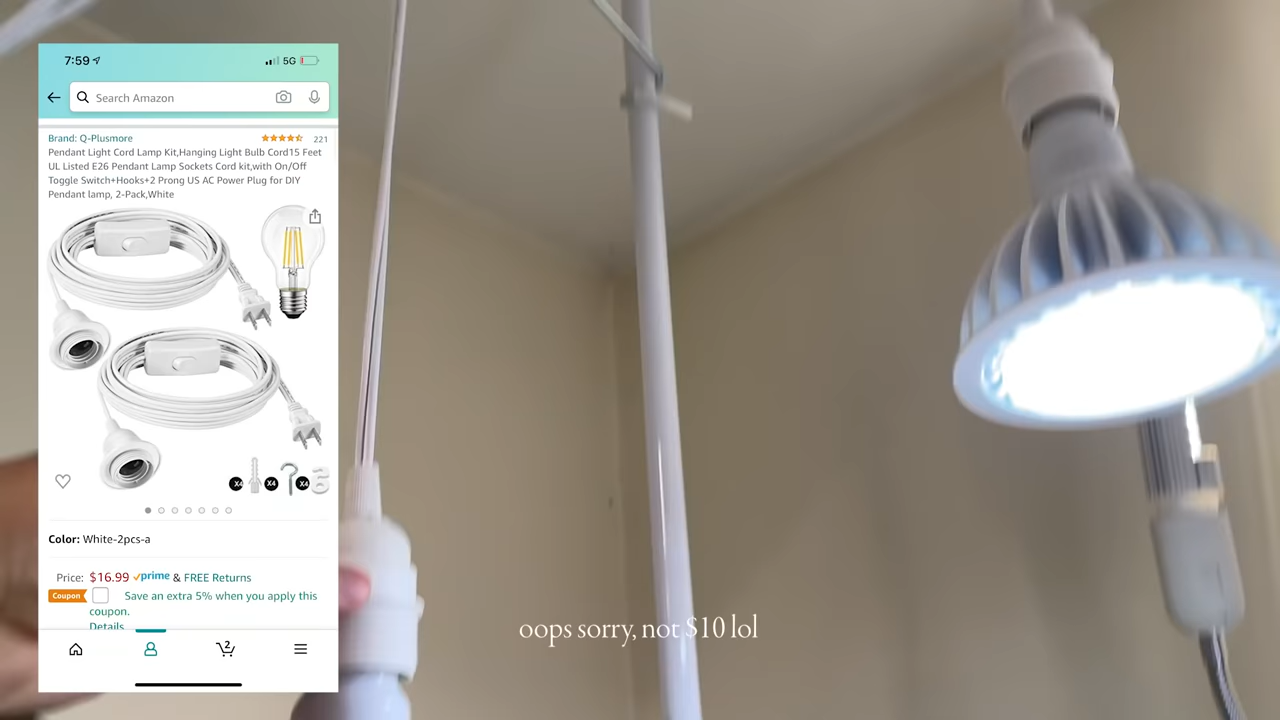 7:59
5G
Search Amazon
Brand: Q-Plusmore
221
Pendant Light Cord Lamp Kit,Hanging Light Bulb Cord15 Feet
UL Listed E26 Pendant Lamp Sockets Cord kit,with On/Off
Toggle Switch+Hooks+2 Prong US AC Power Plug for DIY
Pendant lamp, 2-Pack,White
X4 X4 X4
Color: White-2pcs-a
Price: $16.99 prime & FREE Returns
Coupon Save an extra 5% when you apply this
coupon.
Details
2
oops sorry, not $10 lol